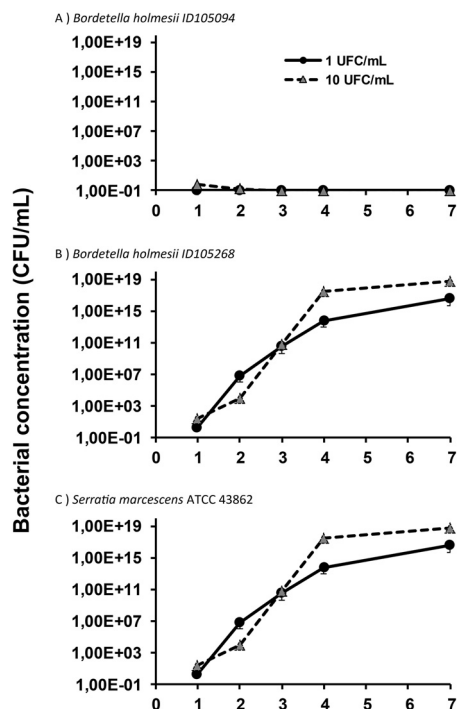 A ) Bordetella holmesii ID105094
1,00E+19
1,00E+15
1,00E+11
1,00E+07
1,00E+03
1,00E-01
1 UFC/mL
10 UFC/mL
0 1 2 3 4 5 6 7
Bacterial concentration (CFU/mL)
B ) Bordetella holmesii ID105268
1,00E+19
1,00E+15
1,00E+11
1,00E+07
1,00E+03
1,00E-01
0 1 2 3 4 5 6 7
C ) Serratia marcescens ATCC 43862
1,00E+19
1,00E+15
1,00E+11
1,00E+07
1,00E+03
1,00E-01
0 1 2 3 4 5 6 7